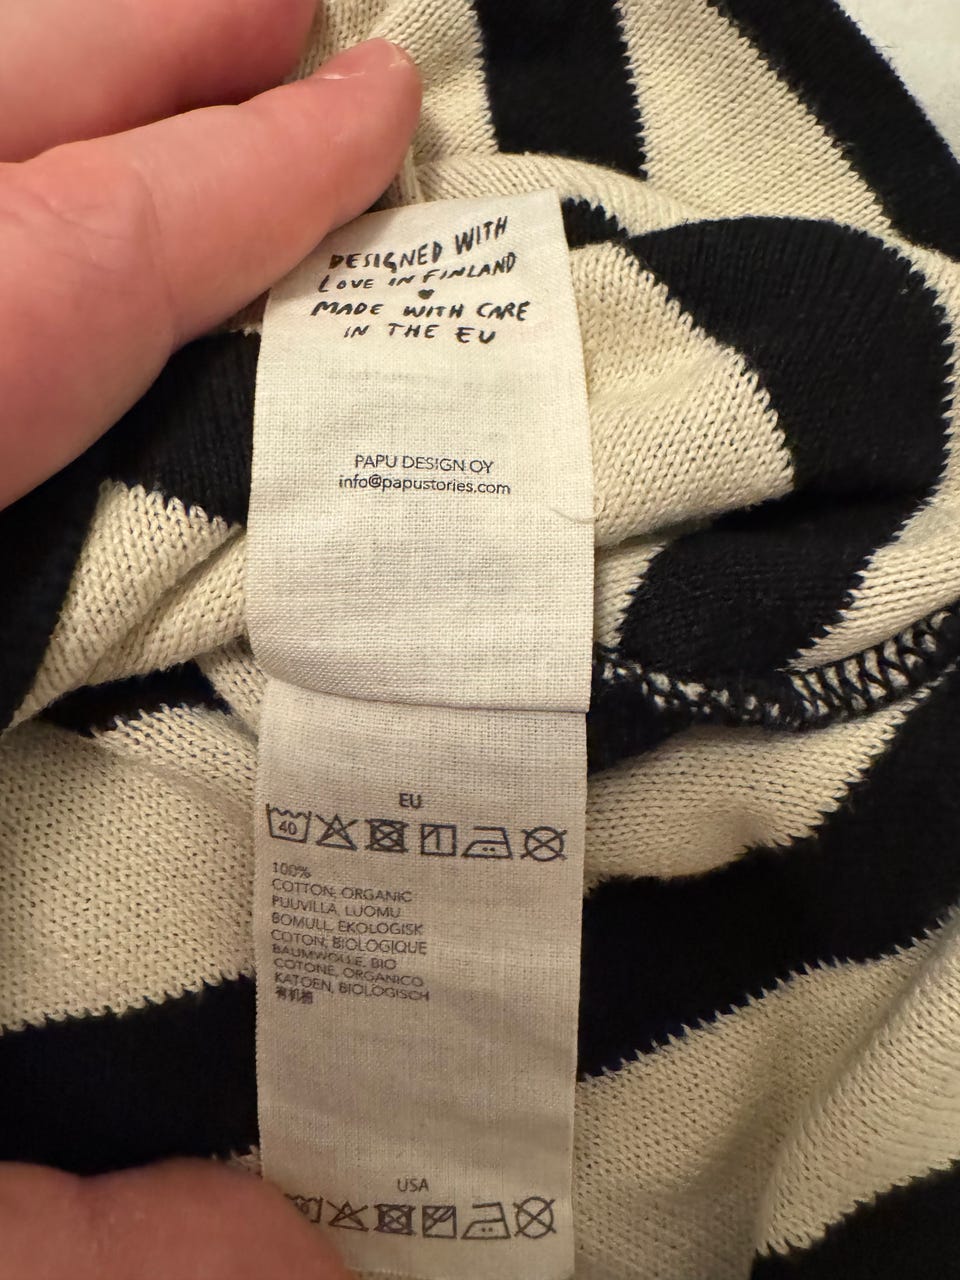 DESIGNED WITH
LOVE IN FINLAND
MADE WITH CARE
IN THE EU
PAPU DESIGN OY
info@papustories.com
EU
40
100%
COTTON, ORGANIC
PUUVILLA, LUOMU
BOMULL, EKOLOGISK
COTON, BIOLOGIQUE
BAUMWOLLE, BIO
COTONE, ORGANICO
KATOEN, BIOLOGISCH
有机棉
USA